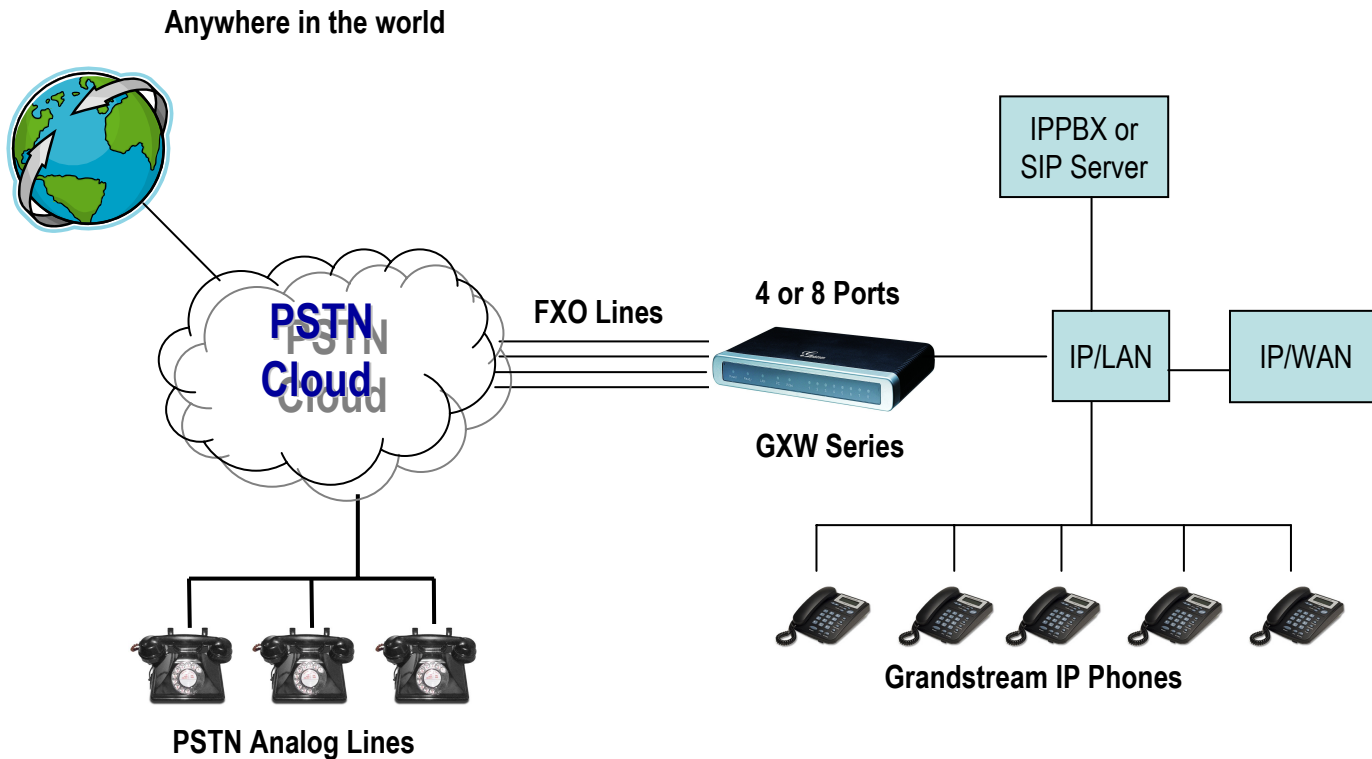 Anywhere in the world
IPPBX or
SIP Server
PSTN
Cloud
FXO Lines
4 or 8 Ports
IP/LAN
IP/WAN
GXW Series
Grandstream IP Phones
PSTN Analog Lines